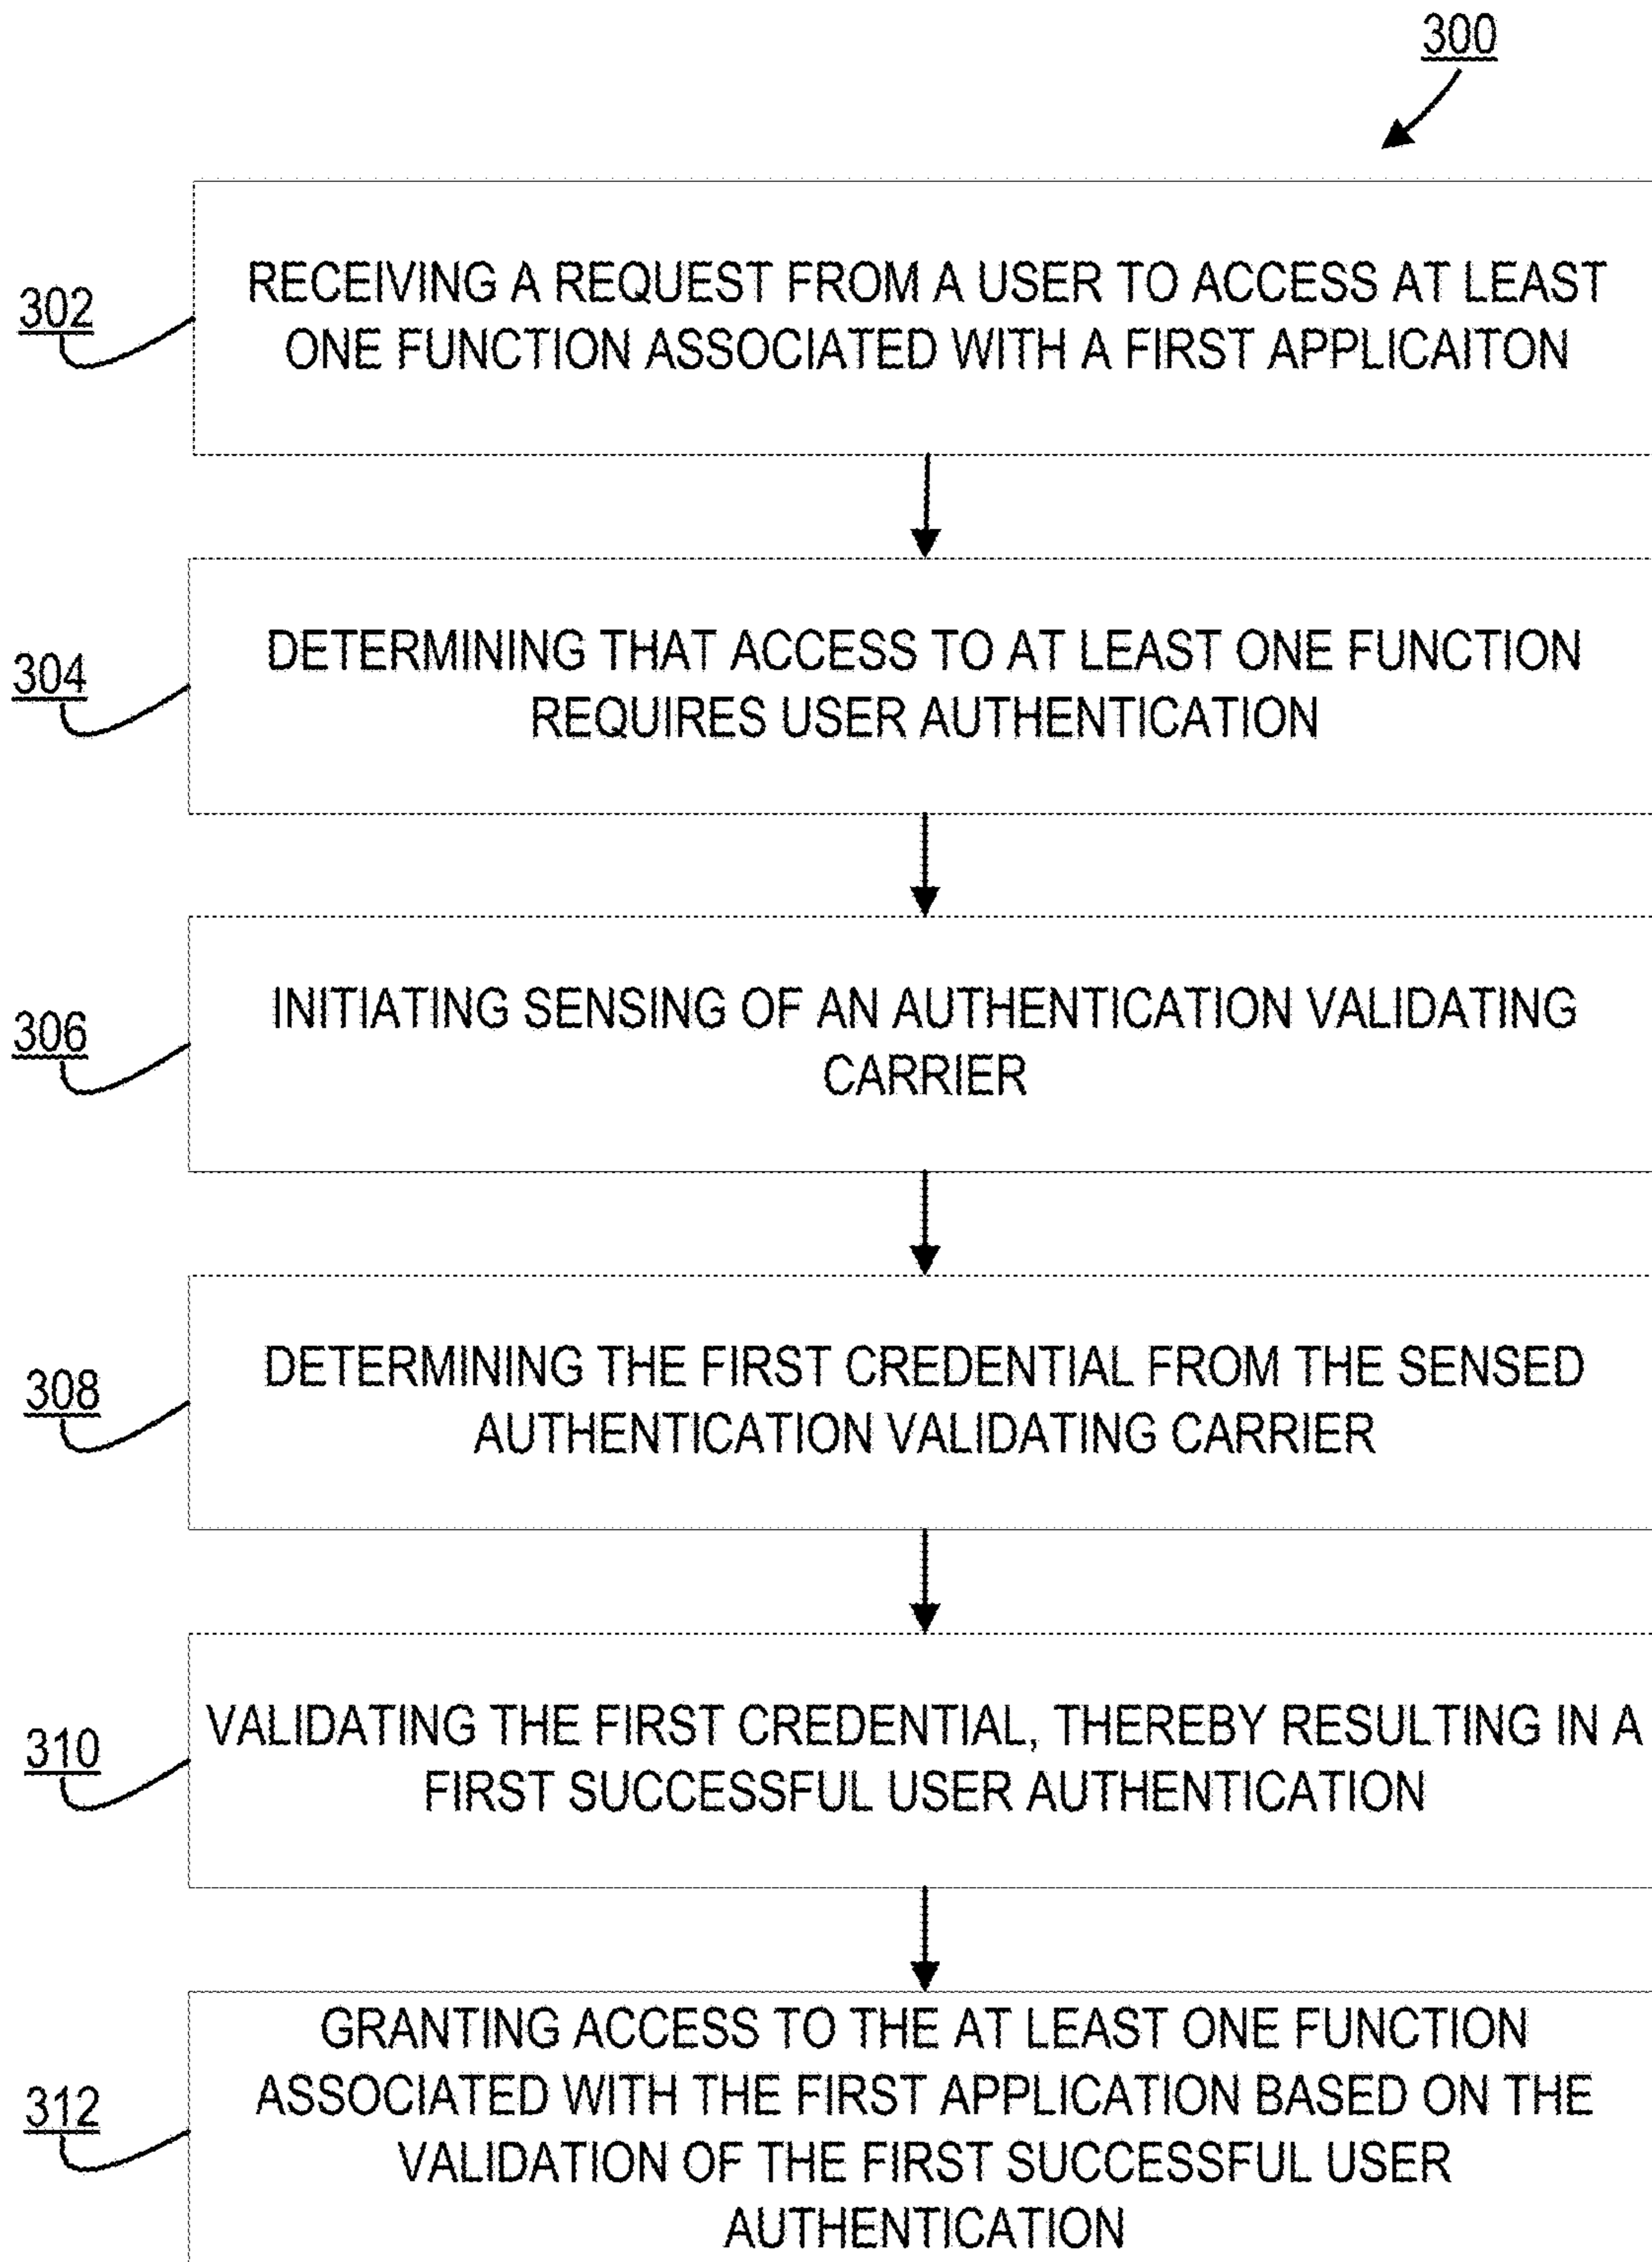 300
302
RECEIVING A REQUEST FROM A USER TO ACCESS AT LEAST
ONE FUNCTION ASSOCIATED WITH A FIRST APPLICAITON
304
DETERMINING THAT ACCESS TO AT LEAST ONE FUNCTION
REQUIRES USER AUTHENTICATION
306
INITIATING SENSING OF AN AUTHENTICATION VALIDATING
CARRIER
308
DETERMINING THE FIRST CREDENTIAL FROM THE SENSED
AUTHENTICATION VALIDATING CARRIER
310
VALIDATING THE FIRST CREDENTIAL, THEREBY RESULTING IN A
FIRST SUCCESSFUL USER AUTHENTICATION
312
GRANTING ACCESS TO THE AT LEAST ONE FUNCTION
ASSOCIATED WITH THE FIRST APPLICATION BASED ON THE
VALIDATION OF THE FIRST SUCCESSFUL USER
AUTHENTICATION